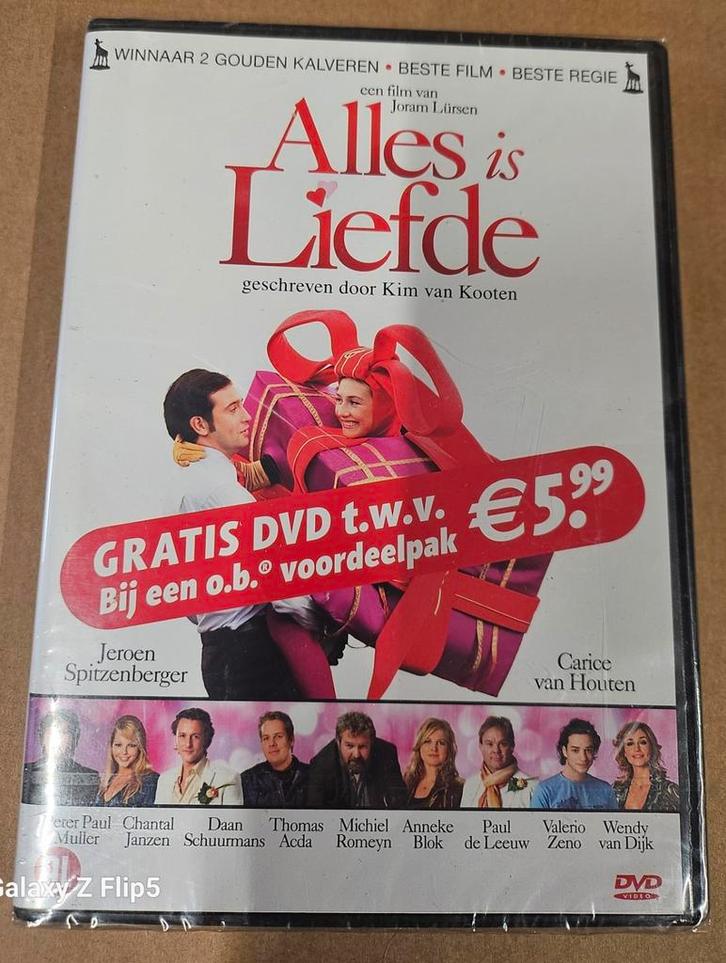 WINNAAR 2 GOUDEN KALVEREN • BESTE FILM • BESTE REGIE
een film van
Joram Lürsen
Alles is
Liefde
geschreven door Kim van Kooten
GRATIS DVD t.w.v. €5.99
Bij een o.b.® voordeelpak
Jeroen
Spitzenberger
Carice
van Houten
Peter Paul
Muller
Chantal
Janzen
Daan
Schuurmans
Thomas
Acda
Michiel
Romeyn
Anneke
Blok
Paul
de Leeuw
Valerio
Zeno
Wendy
van Dijk
Galaxy Z Flip5
DVD
VIDEO